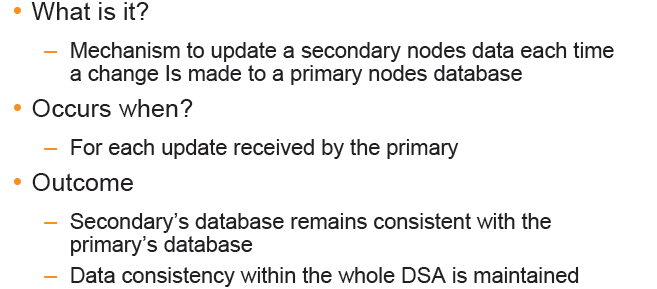 • What is it?
– Mechanism to update a secondary nodes data each time
a change Is made to a primary nodes database
• Occurs when?
– For each update received by the primary
• Outcome
– Secondary's database remains consistent with the
primary's database
– Data consistency within the whole DSA is maintained